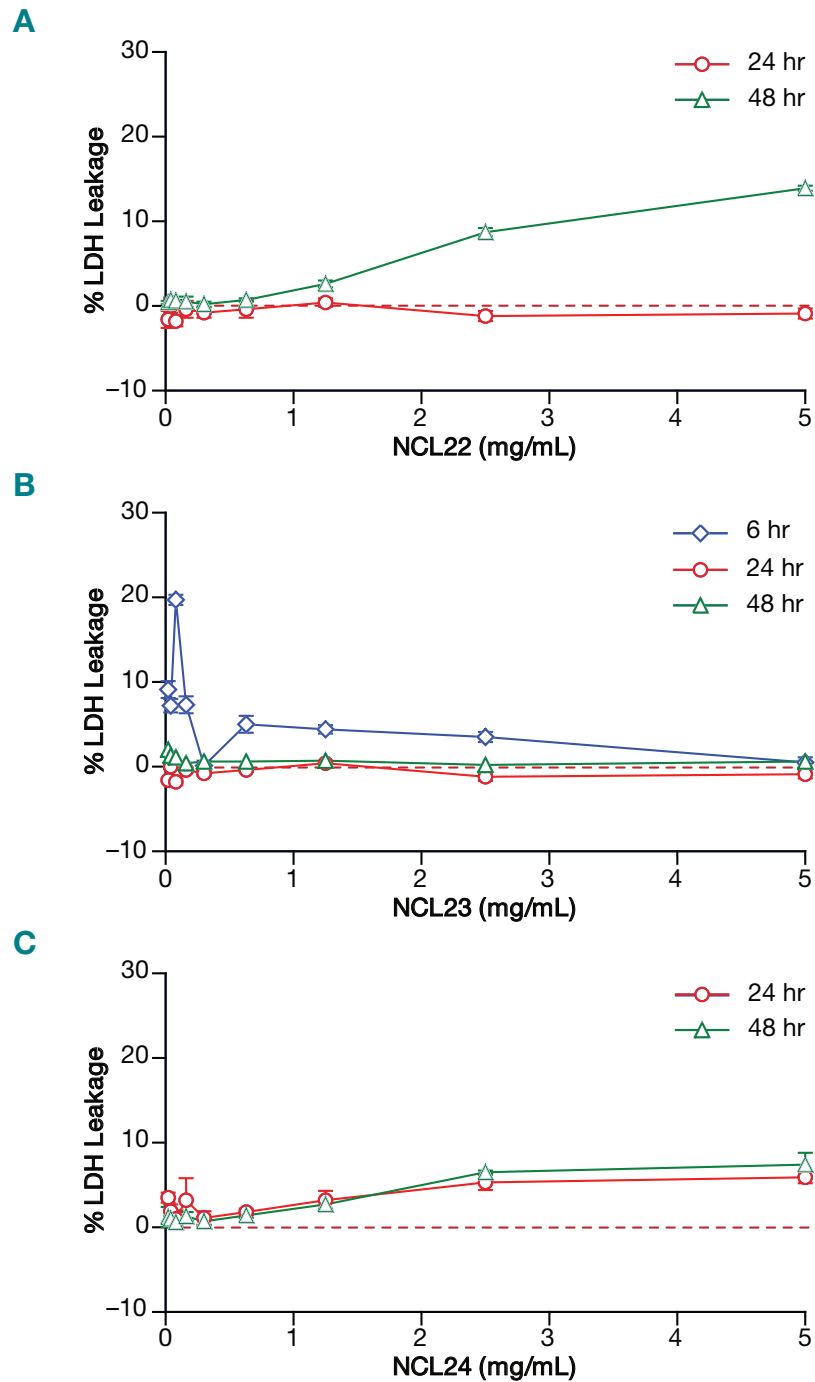 A
30
20
10
0
−10
% LDH Leakage
24 hr
48 hr
0 1 2 3 4 5
NCL22 (mg/mL)
B
30
20
10
0
−10
% LDH Leakage
6 hr
24 hr
48 hr
0 1 2 3 4 5
NCL23 (mg/mL)
C
30
20
10
0
−10
% LDH Leakage
24 hr
48 hr
0 1 2 3 4 5
NCL24 (mg/mL)